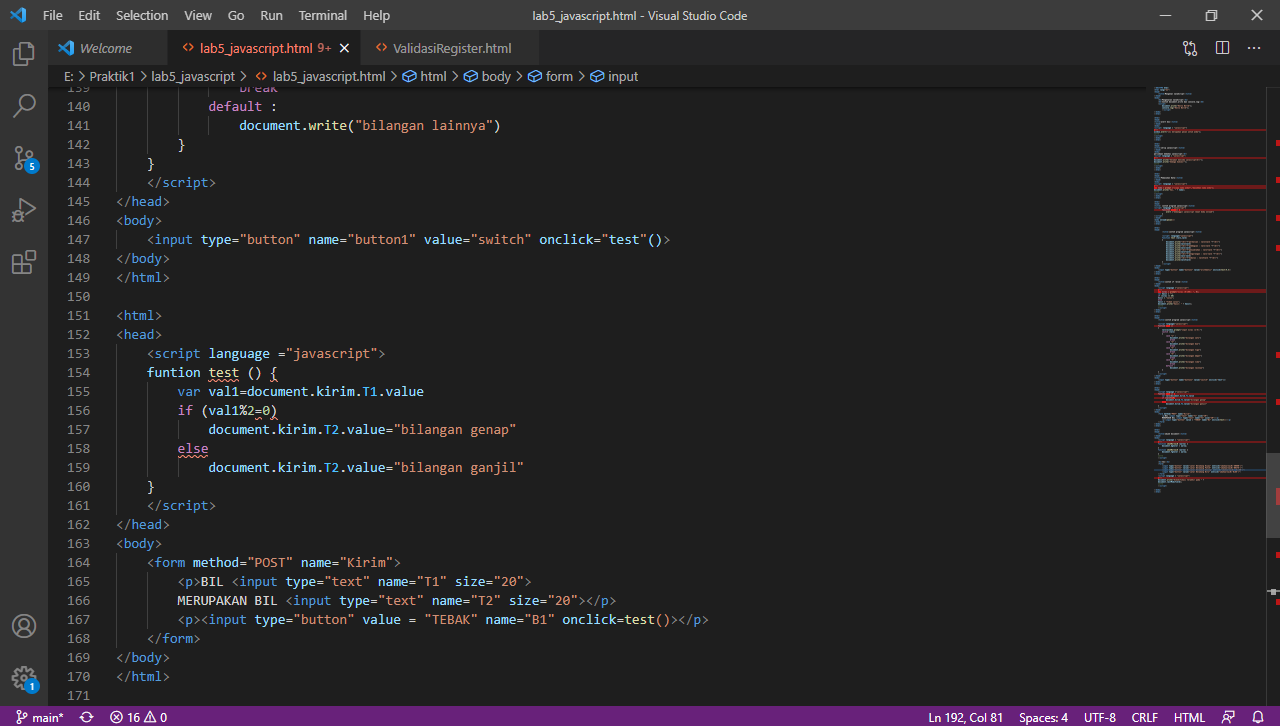 File Edit Selection View Go Run Terminal Help lab5_javascript.html - Visual Studio Code
Welcome lab5_javascript.html 9+ ValidasiRegister.html
E: > Praktik1 > lab5_javascript > lab5_javascript.html > html > body > form > input
139 break
140 default :
141 document.write("bilangan lainnya")
142 }
143 }
144 </script>
145 </head>
146 <body>
147 <input type="button" name="button1" value="switch" onclick="test"()>
148 </body>
149 </html>
150
151 <html>
152 <head>
153 <script language ="javascript">
154 funtion test () {
155 var val1=document.kirim.T1.value
156 if (val1%2=0)
157 document.kirim.T2.value="bilangan genap"
158 else
159 document.kirim.T2.value="bilangan ganjil"
160 }
161 </script>
162 </head>
163 <body>
164 <form method="POST" name="Kirim">
165 <p>BIL <input type="text" name="T1" size="20">
166 MERUPAKAN BIL <input type="text" name="T2" size="20"></p>
167 <p><input type="button" value = "TEBAK" name="B1" onclick=test()></p>
168 </form>
169 </body>
170 </html>
171
5
1
main* 16 0 Ln 192, Col 81 Spaces: 4 UTF-8 CRLF HTML